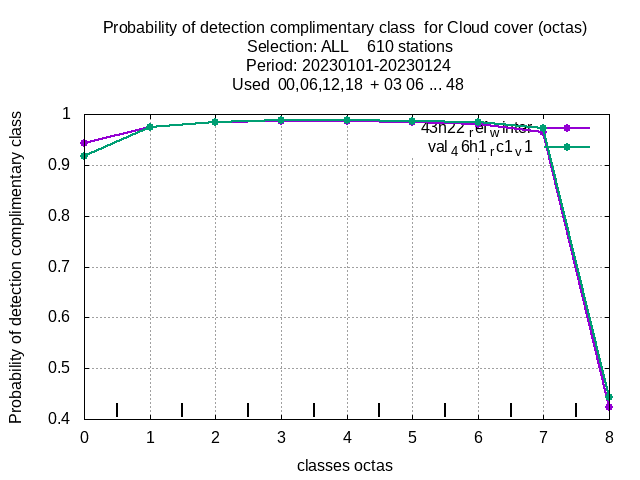 Probability of detection complimentary class  for Cloud cover (octas)
Selection: ALL    610 stations
Period: 20230101-20230124
Used  00,06,12,18  + 03 06 ... 48
Probability of detection complimentary class
1
0.9
0.8
0.7
0.6
0.5
0.4
43h22ref_winter
val46h1rc1v1
0 1 2 3 4 5 6 7 8
classes octas